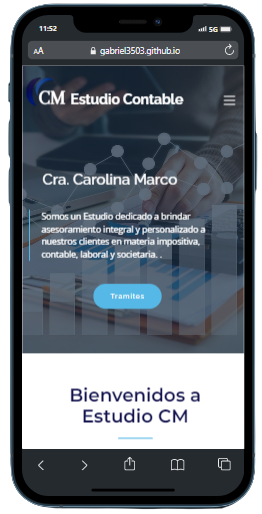 11:52
5G
AA
gabriel3503.github.io
CM Estudio Contable
Cra. Carolina Marco
Somos un Estudio dedicado a brindar
asesoramiento integral y personalizado a
nuestros clientes en materia impositiva,
contable, laboral y societaria. .
Tramites
Bienvenidos a
Estudio CM